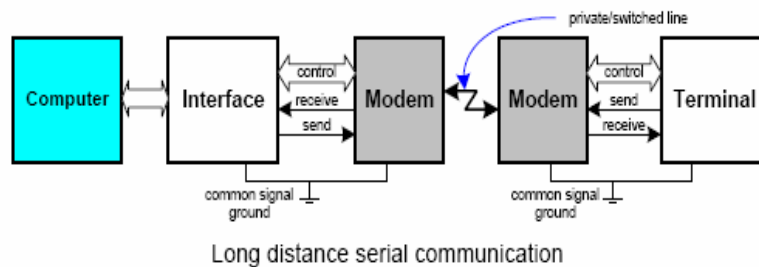 private/switched line
Computer
Interface
control
receive
send
Modem
Modem
control
send
receive
Terminal
common signal
ground
common signal
ground
Long distance serial communication